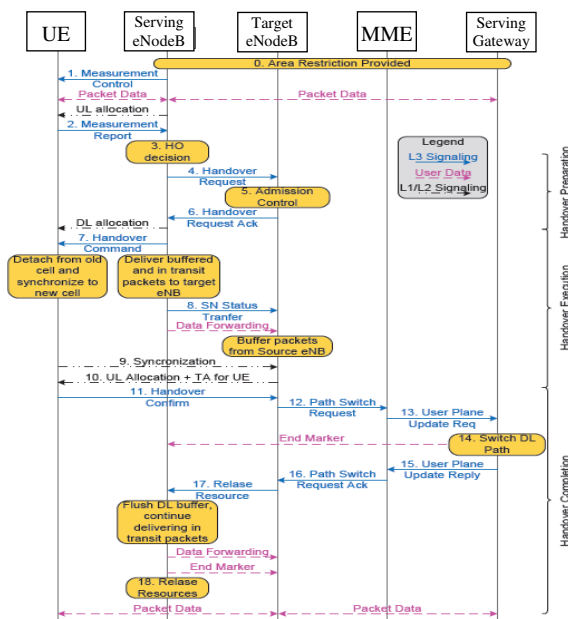 UE
Serving
eNodeB
Target
eNodeB
MME
Serving
Gateway
0. Area Restriction Provided
1. Measurement
Control
Packet Data
Packet Data
UL allocation
2. Measurement
Report
3. HO
decision
Legend
L3 Signaling
User Data
L1/L2 Signaling
4. Handover
Request
5. Admission
Control
6. Handover
Request Ack
DL allocation
7. Handover
Command
Handover Preparation
Detach from old
cell and
synchronize to
new cell
Deliver buffered
and in transit
packets to target
eNB
8. SN Status
Tranfer
Data Forwarding
Buffer packets
from Source eNB
9. Syncronization
10. UL Allocation + TA for UE
Handover Execution
11. Handover
Confirm
12. Path Switch
Request
13. User Plane
Update Req
End Marker
14. Switch DL
Path
15. User Plane
Update Reply
16. Path Switch
Request Ack
17. Relase
Resource
Flush DL buffer,
continue
delivering in
transit packets
Data Forwarding
End Marker
18. Relase
Resources
Packet Data
Packet Data
Handover Completion